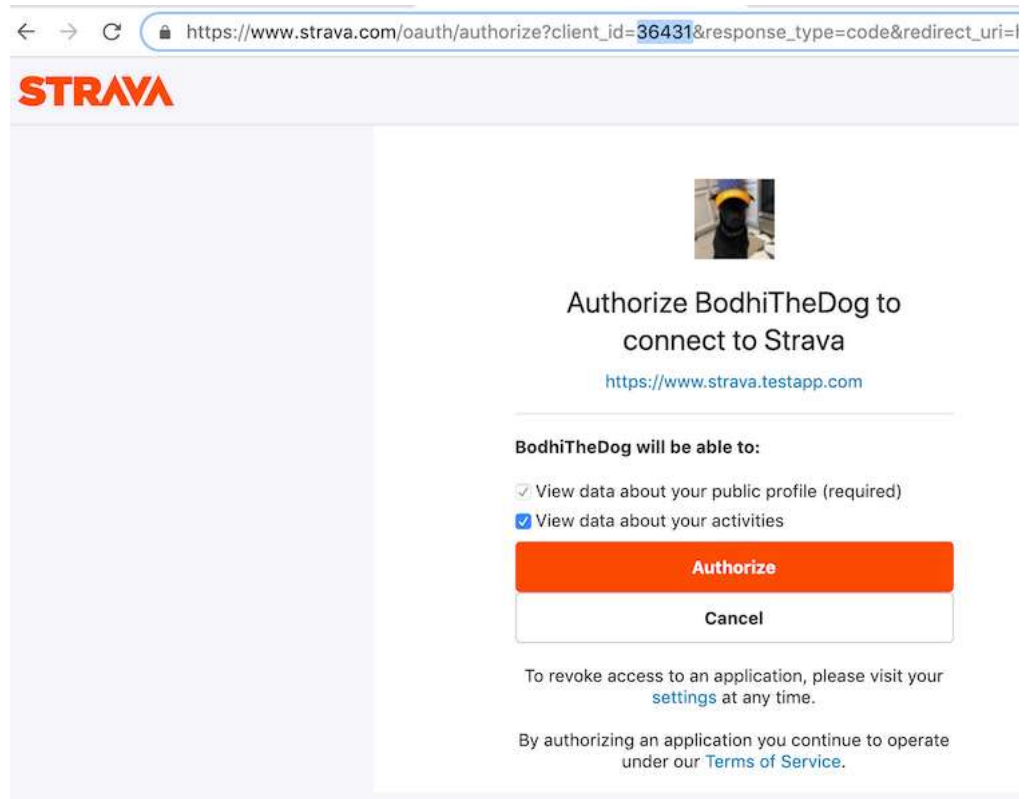 https://www.strava.com/oauth/authorize?client_id=36431&response_type=code&redirect_uri=h
STRAVA
Authorize BodhiTheDog to
connect to Strava
https://www.strava.testapp.com
BodhiTheDog will be able to:
View data about your public profile (required)
View data about your activities
Authorize
Cancel
To revoke access to an application, please visit your
settings at any time.
By authorizing an application you continue to operate
under our Terms of Service.